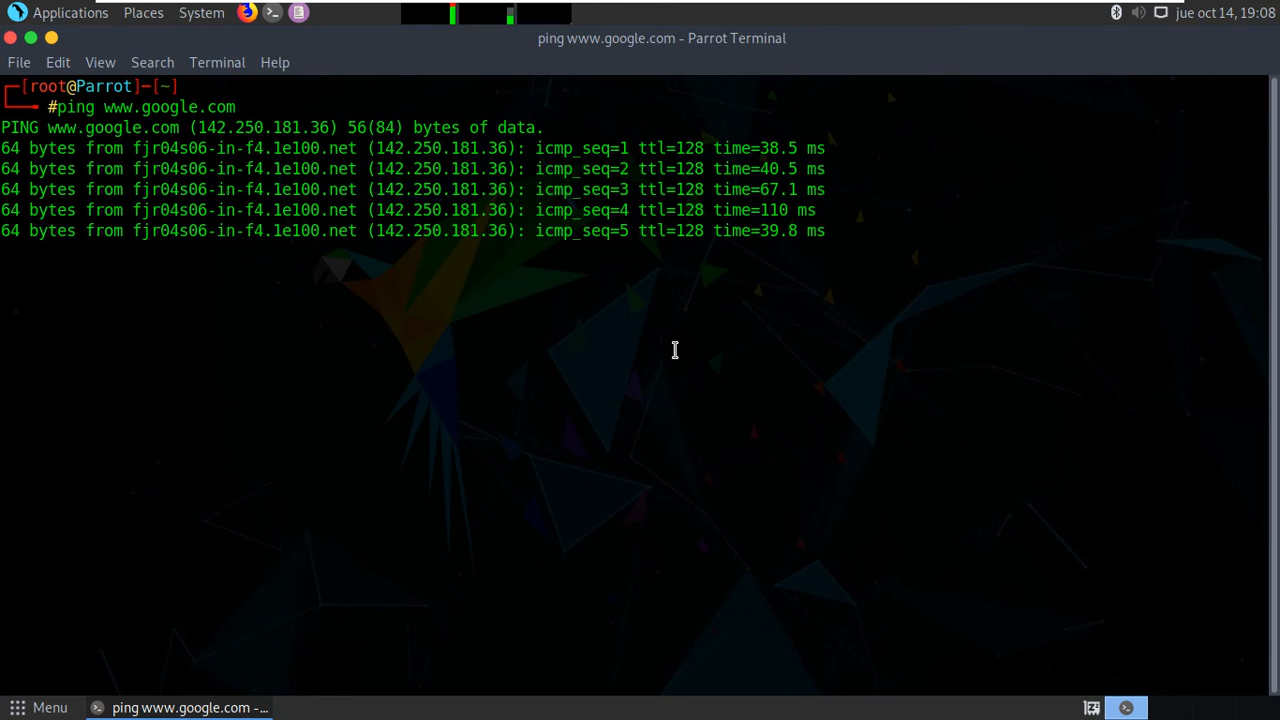 Applications Places System jue oct 14, 19:08
ping www.google.com - Parrot Terminal
File Edit View Search Terminal Help
┌─[root@Parrot]─[~]
└──╼ #ping www.google.com
PING www.google.com (142.250.181.36) 56(84) bytes of data.
64 bytes from fjr04s06-in-f4.1e100.net (142.250.181.36): icmp_seq=1 ttl=128 time=38.5 ms
64 bytes from fjr04s06-in-f4.1e100.net (142.250.181.36): icmp_seq=2 ttl=128 time=40.5 ms
64 bytes from fjr04s06-in-f4.1e100.net (142.250.181.36): icmp_seq=3 ttl=128 time=67.1 ms
64 bytes from fjr04s06-in-f4.1e100.net (142.250.181.36): icmp_seq=4 ttl=128 time=110 ms
64 bytes from fjr04s06-in-f4.1e100.net (142.250.181.36): icmp_seq=5 ttl=128 time=39.8 ms
Menu ping www.google.com -...